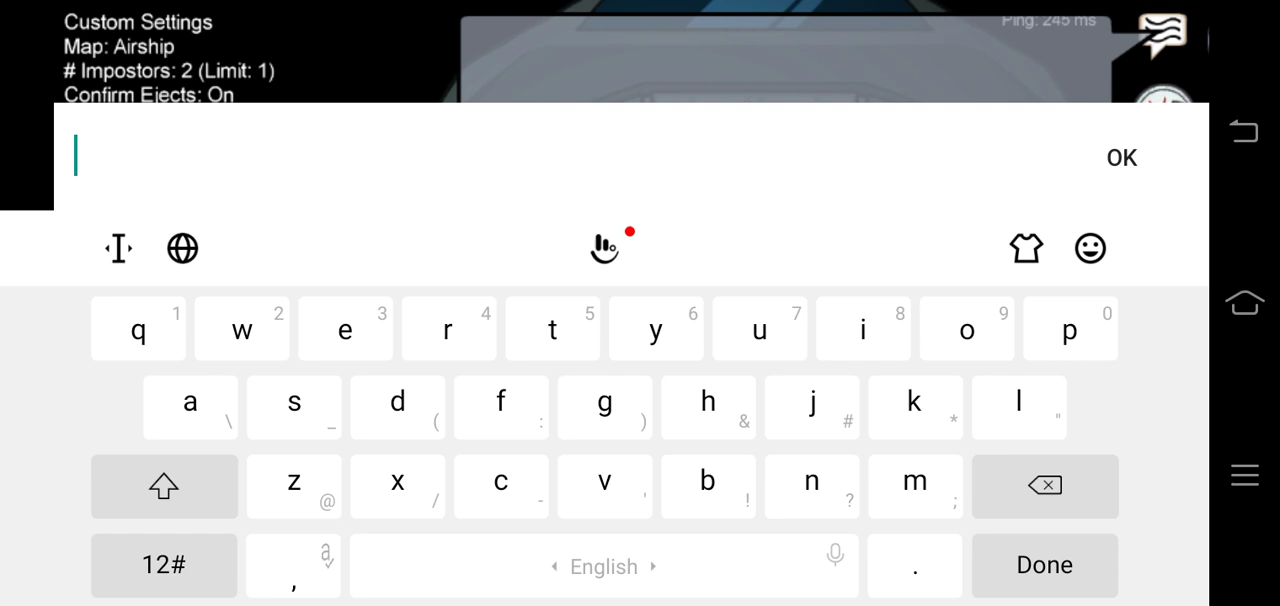 Custom Settings
Ping: 245 ms
Map: Airship
# Impostors: 2 (Limit: 1)
Confirm Ejects: On
OK
q 1 w 2 e 3 r 4 t 5 y 6 u 7 i 8 o 9 p 0
a \ s _ d ( f : g ) h & j # k * l "
z @ x / c - v ' b ! n ? m ;
12# , a English . Done